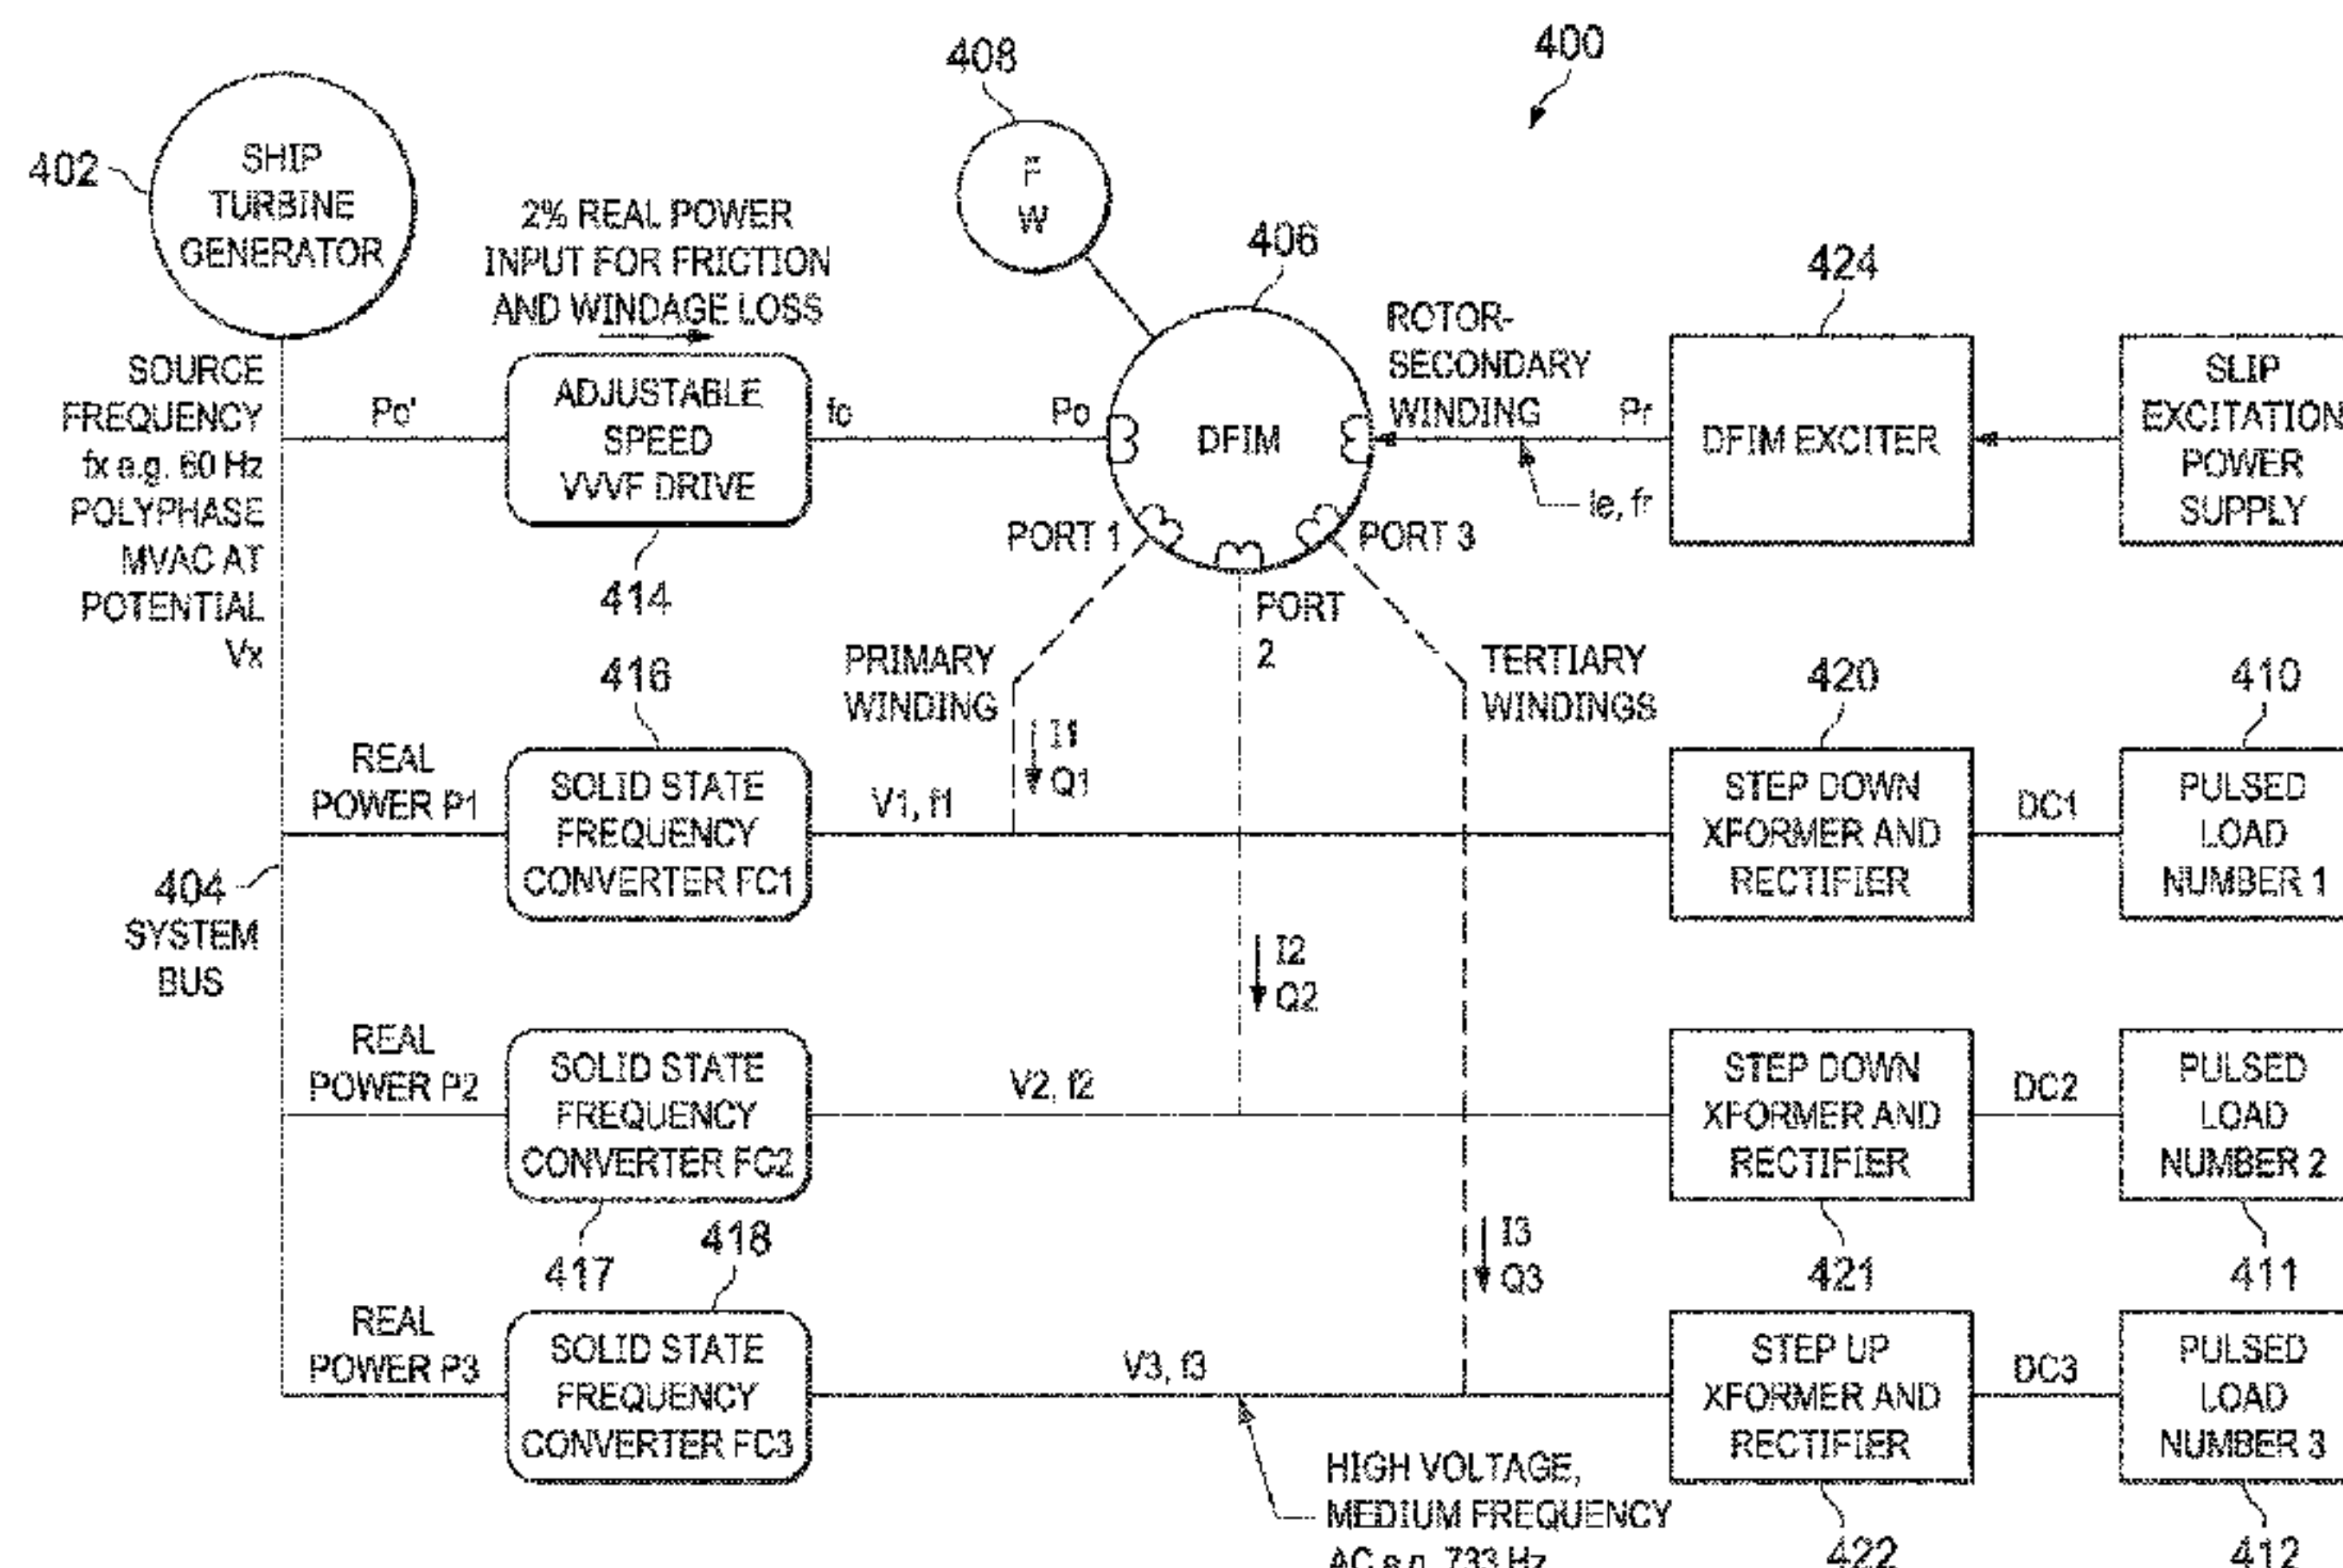 400
408
402
SHIP
TURBINE
GENERATOR
F
W
2% REAL POWER
INPUT FOR FRICTION
AND WINDAGE LOSS
406
424
SOURCE
FREQUENCY
fx e.g. 60 Hz
POLYPHASE
MVAC AT
POTENTIAL
Vx
Po'
ADJUSTABLE
SPEED
VVVF DRIVE
fo
Po
DFIM
ROTOR-
SECONDARY
WINDING
Pr
Ie, fr
DFIM EXCITER
SLIP
EXCITATION
POWER
SUPPLY
414
PORT 1
PORT
2
PORT 3
PRIMARY
WINDING
TERTIARY
WINDINGS
416
420
410
REAL
POWER P1
SOLID STATE
FREQUENCY
CONVERTER FC1
V1, f1
I1
Q1
STEP DOWN
XFORMER AND
RECTIFIER
DC1
PULSED
LOAD
NUMBER 1
404
SYSTEM
BUS
I2
Q2
REAL
POWER P2
SOLID STATE
FREQUENCY
CONVERTER FC2
V2, f2
STEP DOWN
XFORMER AND
RECTIFIER
DC2
PULSED
LOAD
NUMBER 2
417
418
I3
Q3
421
411
REAL
POWER P3
SOLID STATE
FREQUENCY
CONVERTER FC3
V3, f3
STEP UP
XFORMER AND
RECTIFIER
DC3
PULSED
LOAD
NUMBER 3
HIGH VOLTAGE,
MEDIUM FREQUENCY
AC e.g. 733 Hz
422
412